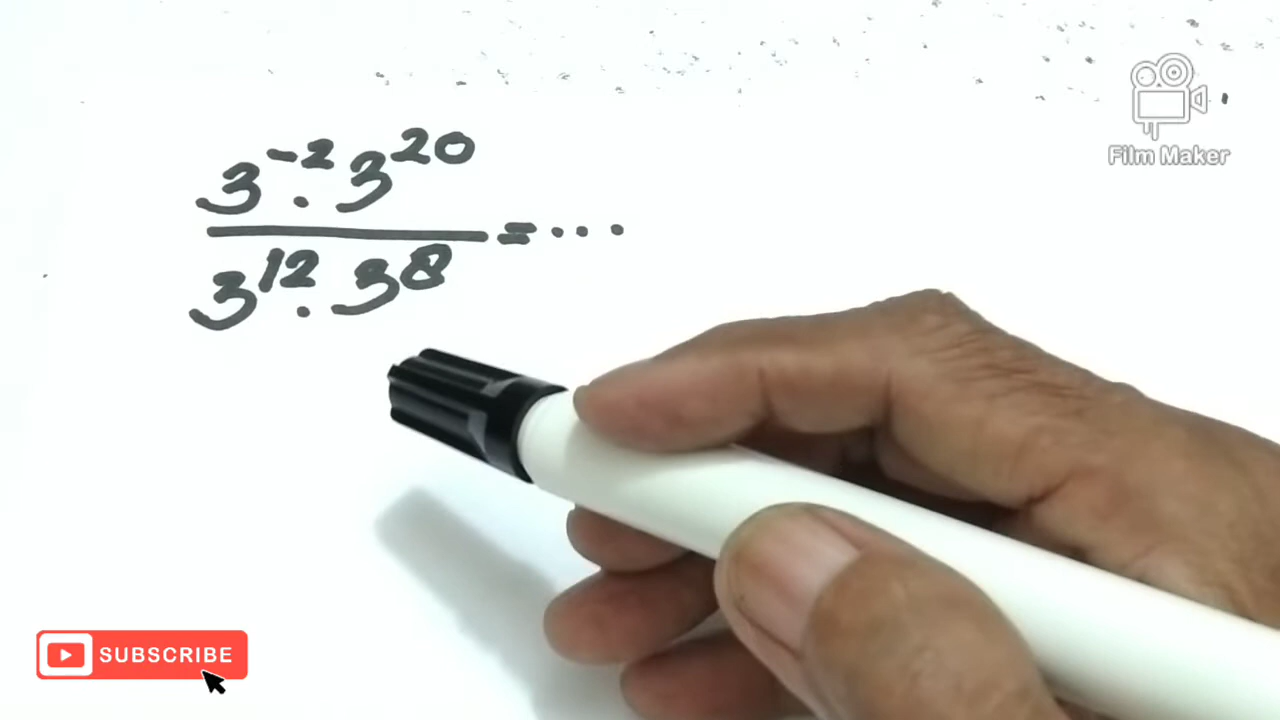 3⁻² · 3²⁰
3¹² · 3⁸
= ...
Film Maker
SUBSCRIBE